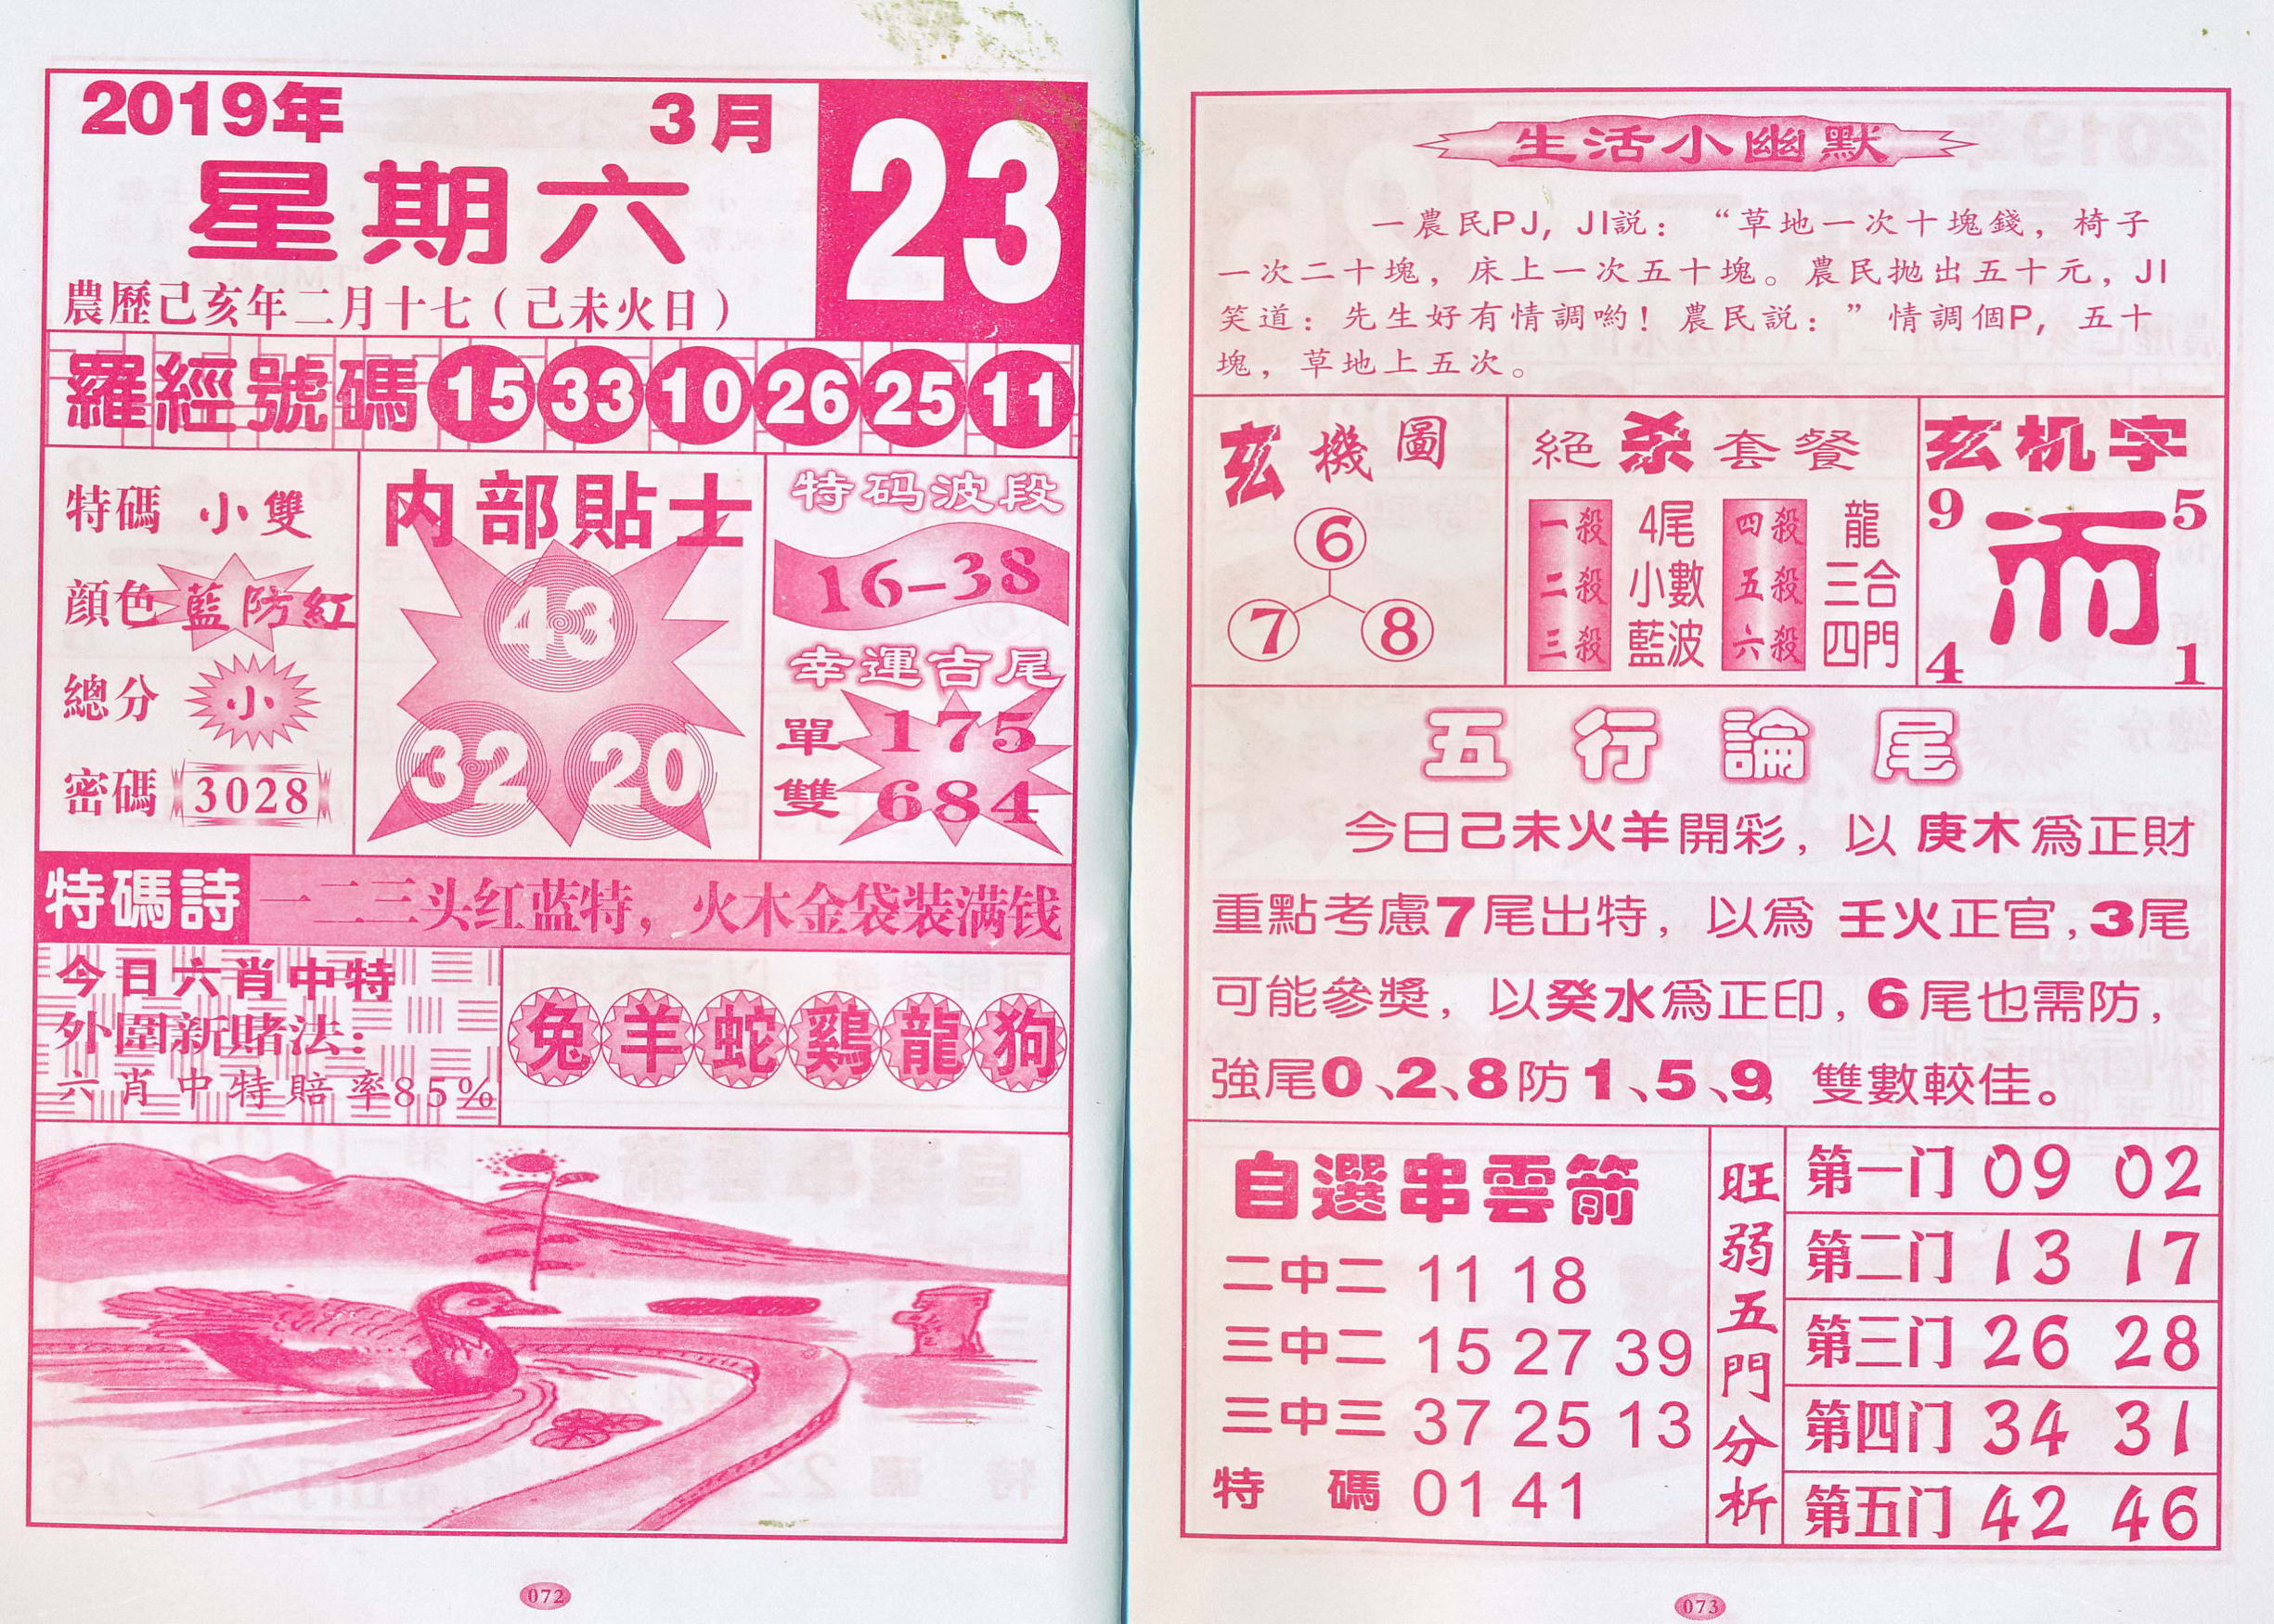 2019年 3月 23
星期六
農歷己亥年二月十七（己未火日）
羅經號碼 15 33 10 26 25 11
特碼 小雙
顔色 藍防紅
總分 小
密碼 3028
内部貼士
43
32 20
特码波段
16-38
幸運吉尾
單 175
雙 684
特碼詩 一二三头红蓝特，火木金袋装满钱
今日六肖中特
外圍新賭法：
六肖中特賠率85%
兔 羊 蛇 鷄 龍 狗
072
生活小幽默
一農民PJ，JI説：“草地一次十塊錢，椅子
一次二十塊，床上一次五十塊。農民抛出五十元，JI
笑道：先生好有情調喲！農民説：”情調個P，五十
塊，草地上五次。
玄機圖
6
7 8
絕杀套餐
一殺 4尾 四殺 龍
二殺 小數 五殺 三合
三殺 藍波 六殺 四門
玄机字
9 5
而
4 1
五行論尾
今日己未火羊開彩，以 庚木爲正財
重點考慮7尾出特，以爲 壬火正官，3尾
可能參獎，以癸水爲正印，6尾也需防，
強尾0、2、8防1、5、9，雙數較佳。
自選串雲箭
二中二 11 18
三中二 15 27 39
三中三 37 25 13
特碼 01 41
旺弱五門分析
第一门 09 02
第二门 13 17
第三门 26 28
第四门 34 31
第五门 42 46
073